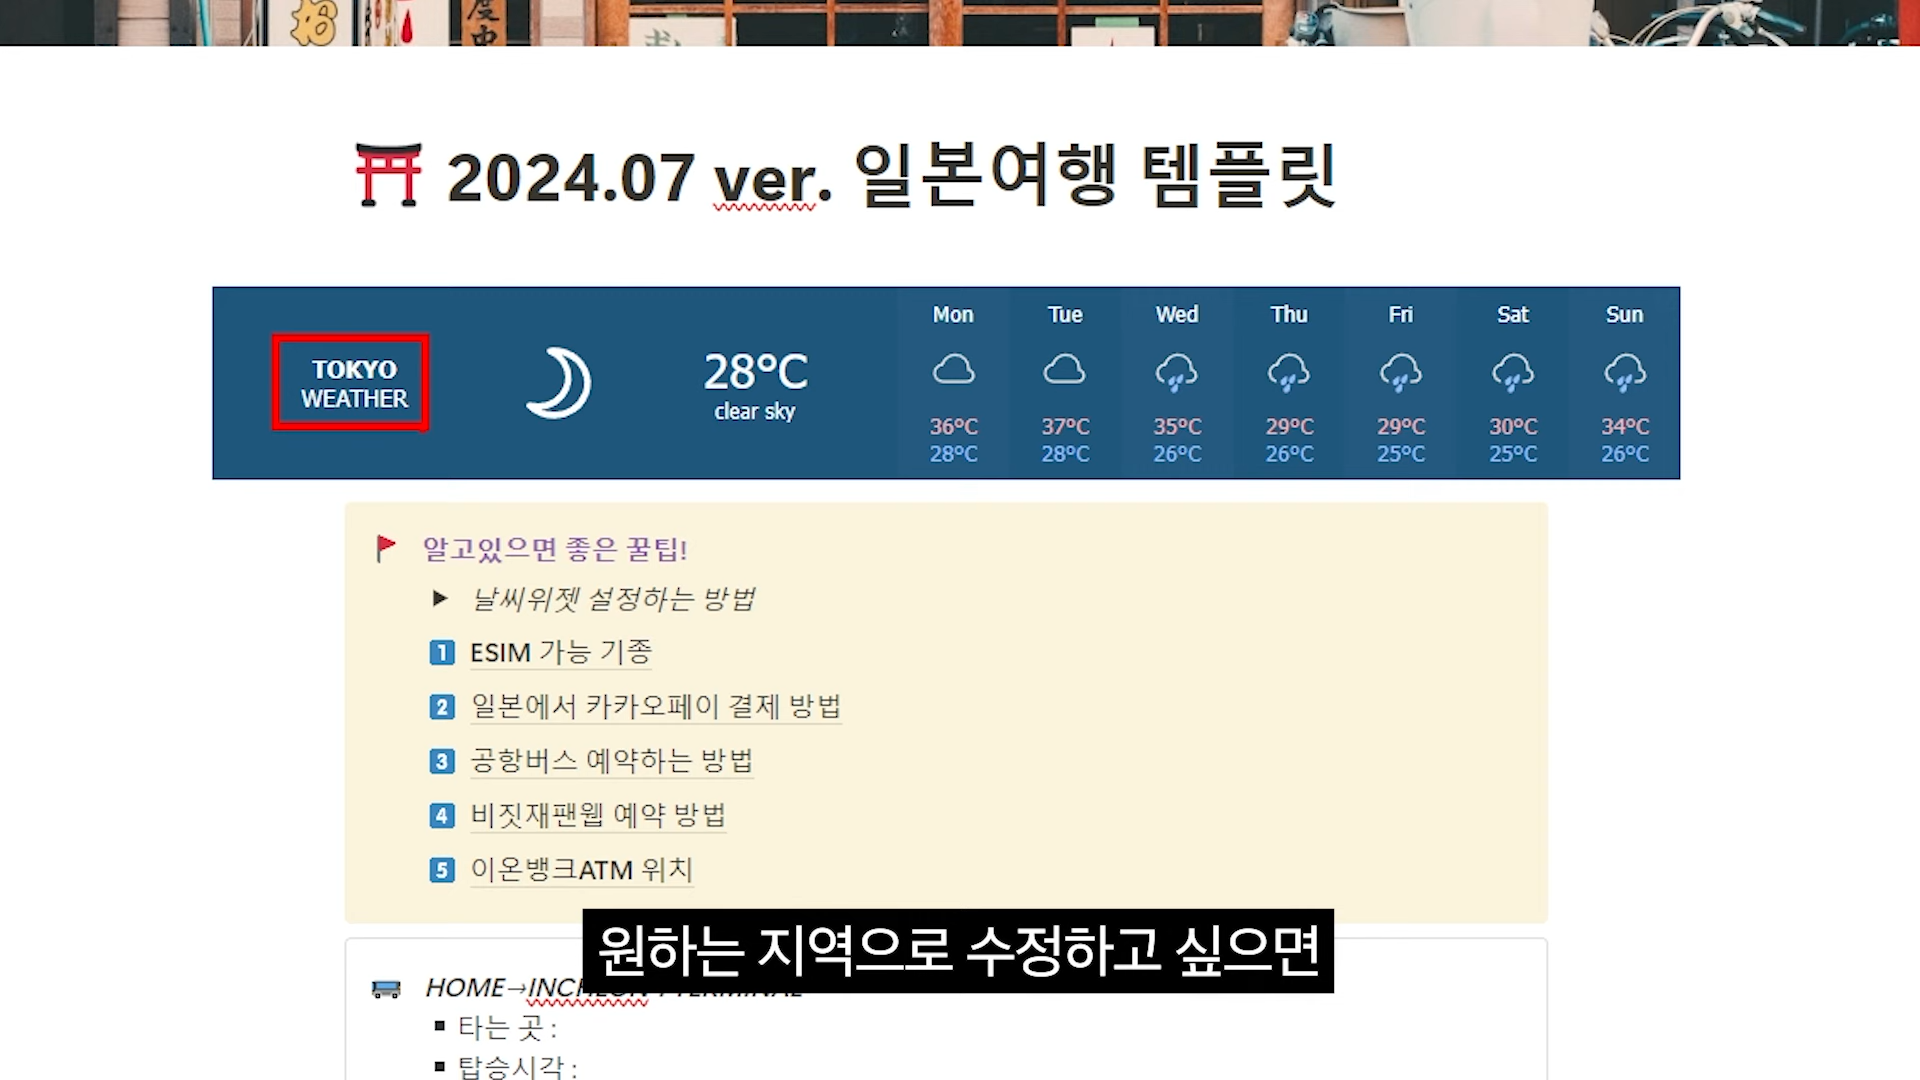 2024.07 ver. 일본여행 템플릿
TOKYO
WEATHER
28°C
clear sky
Mon Tue Wed Thu Fri Sat Sun
36°C 37°C 35°C 29°C 29°C 30°C 34°C
28°C 28°C 26°C 26°C 25°C 25°C 26°C
알고있으면 좋은 꿀팁!
▶ 날씨위젯 설정하는 방법
1 ESIM 가능 기종
2 일본에서 카카오페이 결제 방법
3 공항버스 예약하는 방법
4 비짓재팬웹 예약 방법
5 이온뱅크ATM 위치
원하는 지역으로 수정하고 싶으면
HOME→
타는 곳 :
탑승시각 :